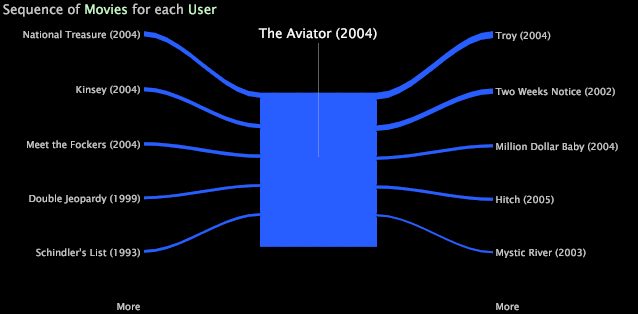 Sequence of Movies for each User
The Aviator (2004)
National Treasure (2004)
Kinsey (2004)
Meet the Fockers (2004)
Double Jeopardy (1999)
Schindler's List (1993)
More
Troy (2004)
Two Weeks Notice (2002)
Million Dollar Baby (2004)
Hitch (2005)
Mystic River (2003)
More